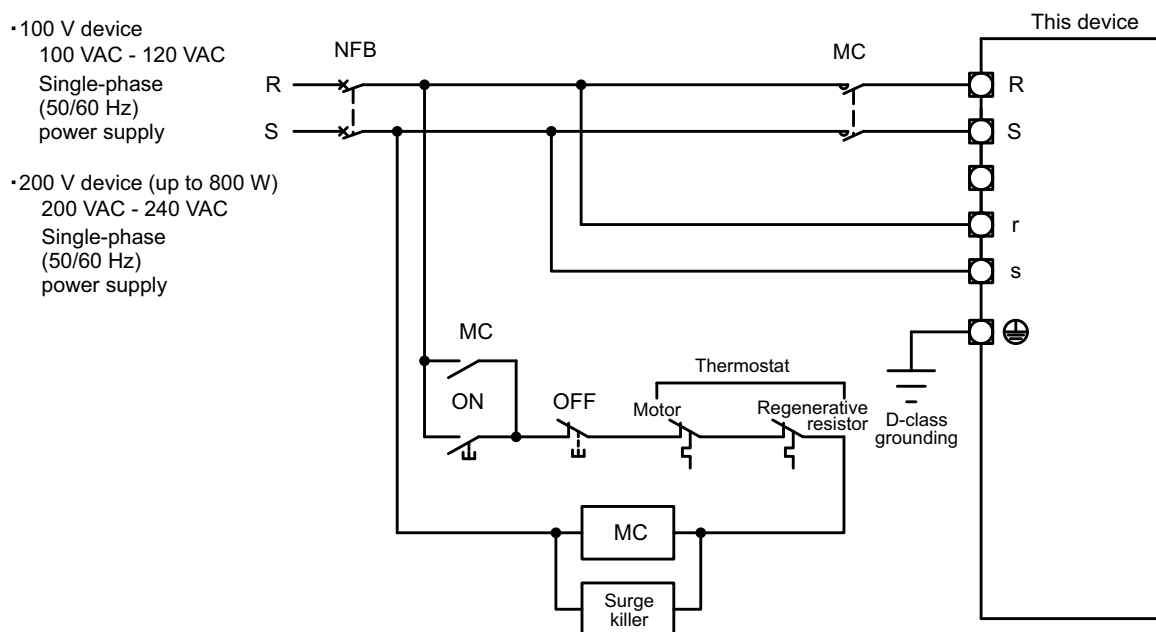 ・100 V device
100 VAC - 120 VAC
Single-phase
(50/60 Hz)
power supply
・200 V device (up to 800 W)
200 VAC - 240 VAC
Single-phase
(50/60 Hz)
power supply
NFB
MC
This device
R
R
S
S
r
s
MC
ON
OFF
Thermostat
Motor
Regenerative
resistor
D-class
grounding
MC
Surge
killer